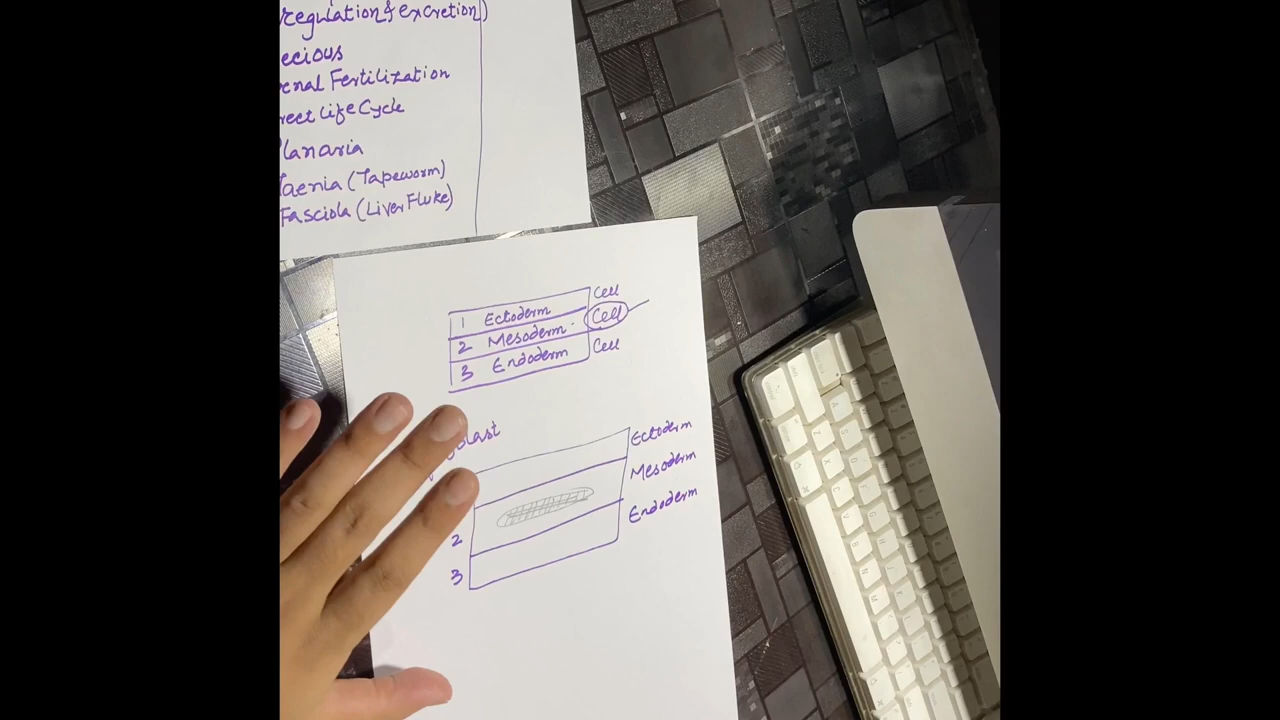 regulation & excretion)
ecious
enal Fertilization
rect Life Cycle
Planaria
Taenia (Tapeworm)
Fasciola (Liver Fluke)
Cell
1 Ectoderm
Cell
2 Mesoderm
Cell
3 Endoderm
blast
Ectoderm
Mesoderm
Endoderm
2
3